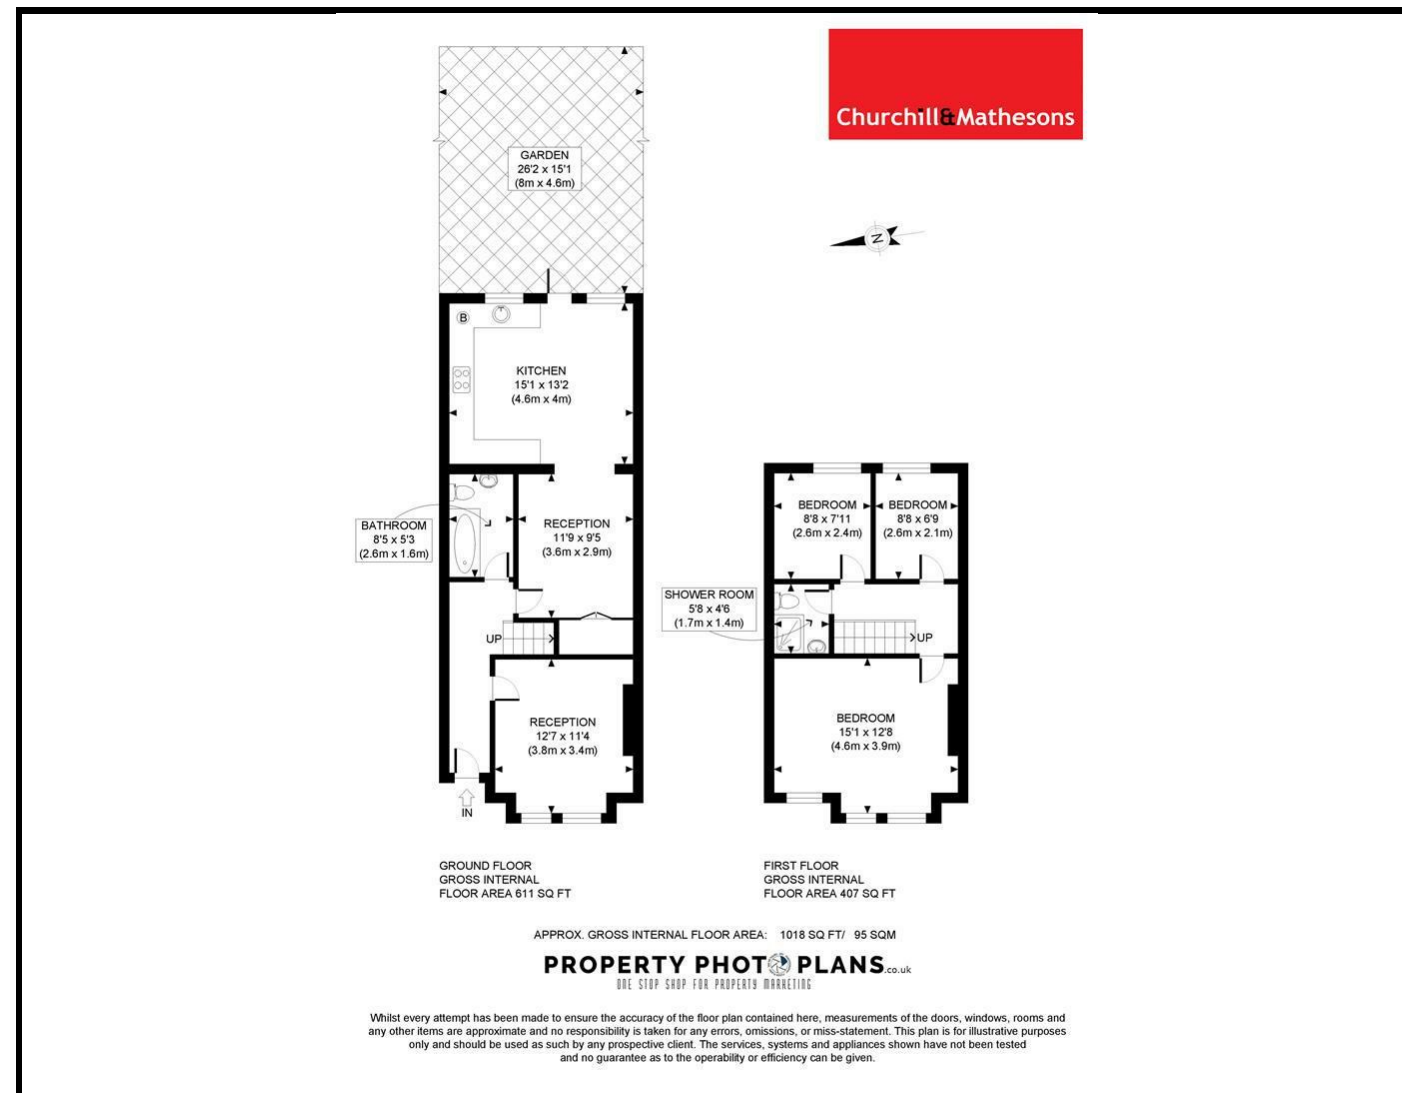 Churchill&Mathesons
GARDEN
26'2 x 15'1
(8m x 4.6m)
N
B
KITCHEN
15'1 x 13'2
(4.6m x 4m)
BATHROOM
8'5 x 5'3
(2.6m x 1.6m)
RECEPTION
11'9 x 9'5
(3.6m x 2.9m)
UP
RECEPTION
12'7 x 11'4
(3.8m x 3.4m)
IN
BEDROOM
8'8 x 7'11
(2.6m x 2.4m)
BEDROOM
8'8 x 6'9
(2.6m x 2.1m)
SHOWER ROOM
5'8 x 4'6
(1.7m x 1.4m)
UP
BEDROOM
15'1 x 12'8
(4.6m x 3.9m)
GROUND FLOOR
GROSS INTERNAL
FLOOR AREA 611 SQ FT
FIRST FLOOR
GROSS INTERNAL
FLOOR AREA 407 SQ FT
APPROX. GROSS INTERNAL FLOOR AREA: 1018 SQ FT/ 95 SQM
PROPERTY PHOTO PLANS.co.uk
ONE STOP SHOP FOR PROPERTY MARKETING
Whilst every attempt has been made to ensure the accuracy of the floor plan contained here, measurements of the doors, windows, rooms and
any other items are approximate and no responsibility is taken for any errors, omissions, or miss-statement. This plan is for illustrative purposes
only and should be used as such by any prospective client. The services, systems and appliances shown have not been tested
and no guarantee as to the operability or efficiency can be given.